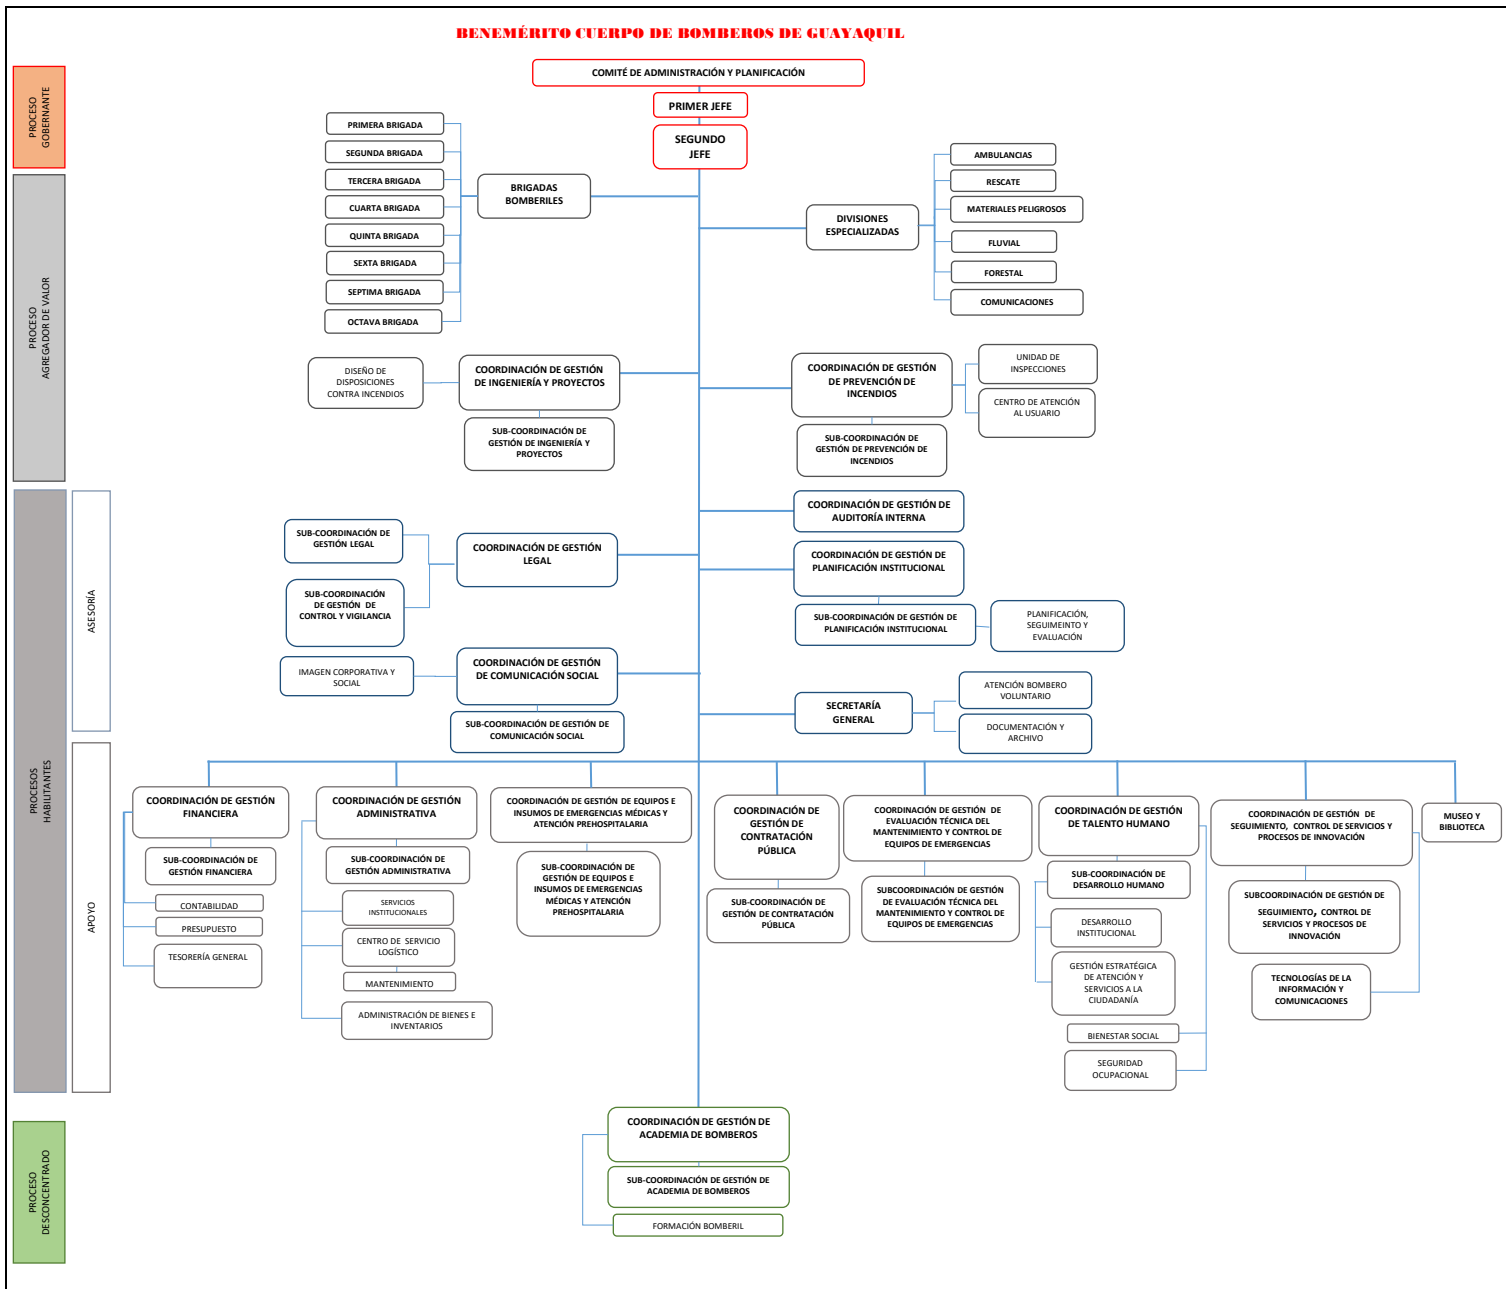 BENEMÉRITO CUERPO DE BOMBEROS DE GUAYAQUIL
PROCESO
GOBERNANTE
COMITÉ DE ADMINISTRACIÓN Y PLANIFICACIÓN
PRIMER JEFE
SEGUNDO
JEFE
PROCESO
AGREGADOR DE VALOR
PRIMERA BRIGADA
SEGUNDA BRIGADA
TERCERA BRIGADA
CUARTA BRIGADA
QUINTA BRIGADA
SEXTA BRIGADA
SEPTIMA BRIGADA
OCTAVA BRIGADA
BRIGADAS
BOMBERILES
DIVISIONES
ESPECIALIZADAS
AMBULANCIAS
RESCATE
MATERIALES PELIGROSOS
FLUVIAL
FORESTAL
COMUNICACIONES
DISEÑO DE
DISPOSICIONES
CONTRA INCENDIOS
COORDINACIÓN DE GESTIÓN
DE INGENIERÍA Y PROYECTOS
SUB-COORDINACIÓN DE
GESTIÓN DE INGENIERÍA Y
PROYECTOS
COORDINACIÓN DE GESTIÓN
DE PREVENCIÓN DE
INCENDIOS
SUB-COORDINACIÓN DE
GESTIÓN DE PREVENCIÓN DE
INCENDIOS
UNIDAD DE
INSPECCIONES
CENTRO DE ATENCIÓN
AL USUARIO
PROCESOS
HABILITANTES
ASESORÍA
SUB-COORDINACIÓN DE
GESTIÓN LEGAL
SUB-COORDINACIÓN
DE GESTIÓN  DE
CONTROL Y VIGILANCIA
COORDINACIÓN DE GESTIÓN
LEGAL
IMAGEN CORPORATIVA Y
SOCIAL
COORDINACIÓN DE GESTIÓN
DE COMUNICACIÓN SOCIAL
SUB-COORDINACIÓN DE GESTIÓN DE
COMUNICACIÓN SOCIAL
COORDINACIÓN DE GESTIÓN DE
AUDITORÍA INTERNA
COORDINACIÓN DE GESTIÓN DE
PLANIFICACIÓN INSTITUCIONAL
SUB-COORDINACIÓN DE GESTIÓN DE
PLANIFICACIÓN INSTITUCIONAL
PLANIFICACIÓN,
SEGUIMEINTO Y
EVALUACIÓN
SECRETARÍA
GENERAL
ATENCIÓN BOMBERO
VOLUNTARIO
DOCUMENTACIÓN Y
ARCHIVO
APOYO
COORDINACIÓN DE GESTIÓN
FINANCIERA
SUB-COORDINACIÓN DE
GESTIÓN FINANCIERA
CONTABILIDAD
PRESUPUESTO
TESORERÍA GENERAL
COORDINACIÓN DE GESTIÓN
ADMINISTRATIVA
SUB-COORDINACIÓN DE
GESTIÓN ADMINISTRATIVA
SERVICIOS
INSTITUCIONALES
CENTRO DE  SERVICIO
LOGÍSTICO
MANTENIMIENTO
ADMINISTRACIÓN DE BIENES E
INVENTARIOS
COORDINACIÓN DE GESTIÓN DE EQUIPOS E
INSUMOS DE EMERGENCIAS MÉDICAS Y
ATENCIÓN PREHOSPITALARIA
SUB-COORDINACIÓN DE
GESTIÓN DE EQUIPOS E
INSUMOS DE EMERGENCIAS
MÉDICAS Y ATENCIÓN
PREHOSPITALARIA
COORDINACIÓN DE
GESTIÓN DE
CONTRATACIÓN
PÚBLICA
SUB-COORDINACIÓN DE
GESTIÓN DE CONTRATACIÓN
PÚBLICA
COORDINACIÓN DE GESTIÓN  DE
EVALUACIÓN TÉCNICA DEL
MANTENIMIENTO Y CONTROL DE
EQUIPOS DE EMERGENCIAS
SUBCOORDINACIÓN DE GESTIÓN
DE EVALUACIÓN TÉCNICA DEL
MANTENIMIENTO Y CONTROL DE
EQUIPOS DE EMERGENCIAS
COORDINACIÓN DE GESTIÓN
DE TALENTO HUMANO
SUB-COORDINACIÓN DE
DESARROLLO HUMANO
DESARROLLO
INSTITUCIONAL
GESTIÓN ESTRATÉGICA
DE ATENCIÓN Y
SERVICIOS A LA
CIUDADANÍA
BIENESTAR SOCIAL
SEGURIDAD
OCUPACIONAL
COORDINACIÓN DE GESTIÓN  DE
SEGUIMIENTO,  CONTROL DE SERVICIOS Y
PROCESOS DE INNOVACIÓN
SUBCOORDINACIÓN DE GESTIÓN DE
SEGUIMIENTO, CONTROL DE
SERVICIOS Y PROCESOS DE
INNOVACIÓN
TECNOLOGÍAS DE LA
INFORMACIÓN Y
COMUNICACIONES
MUSEO Y
BIBLIOTECA
PROCESO
DESCONCENTRADO
COORDINACIÓN DE GESTIÓN DE
ACADEMIA DE BOMBEROS
SUB-COORDINACIÓN DE GESTIÓN DE
ACADEMIA DE BOMBEROS
FORMACIÓN BOMBERIL